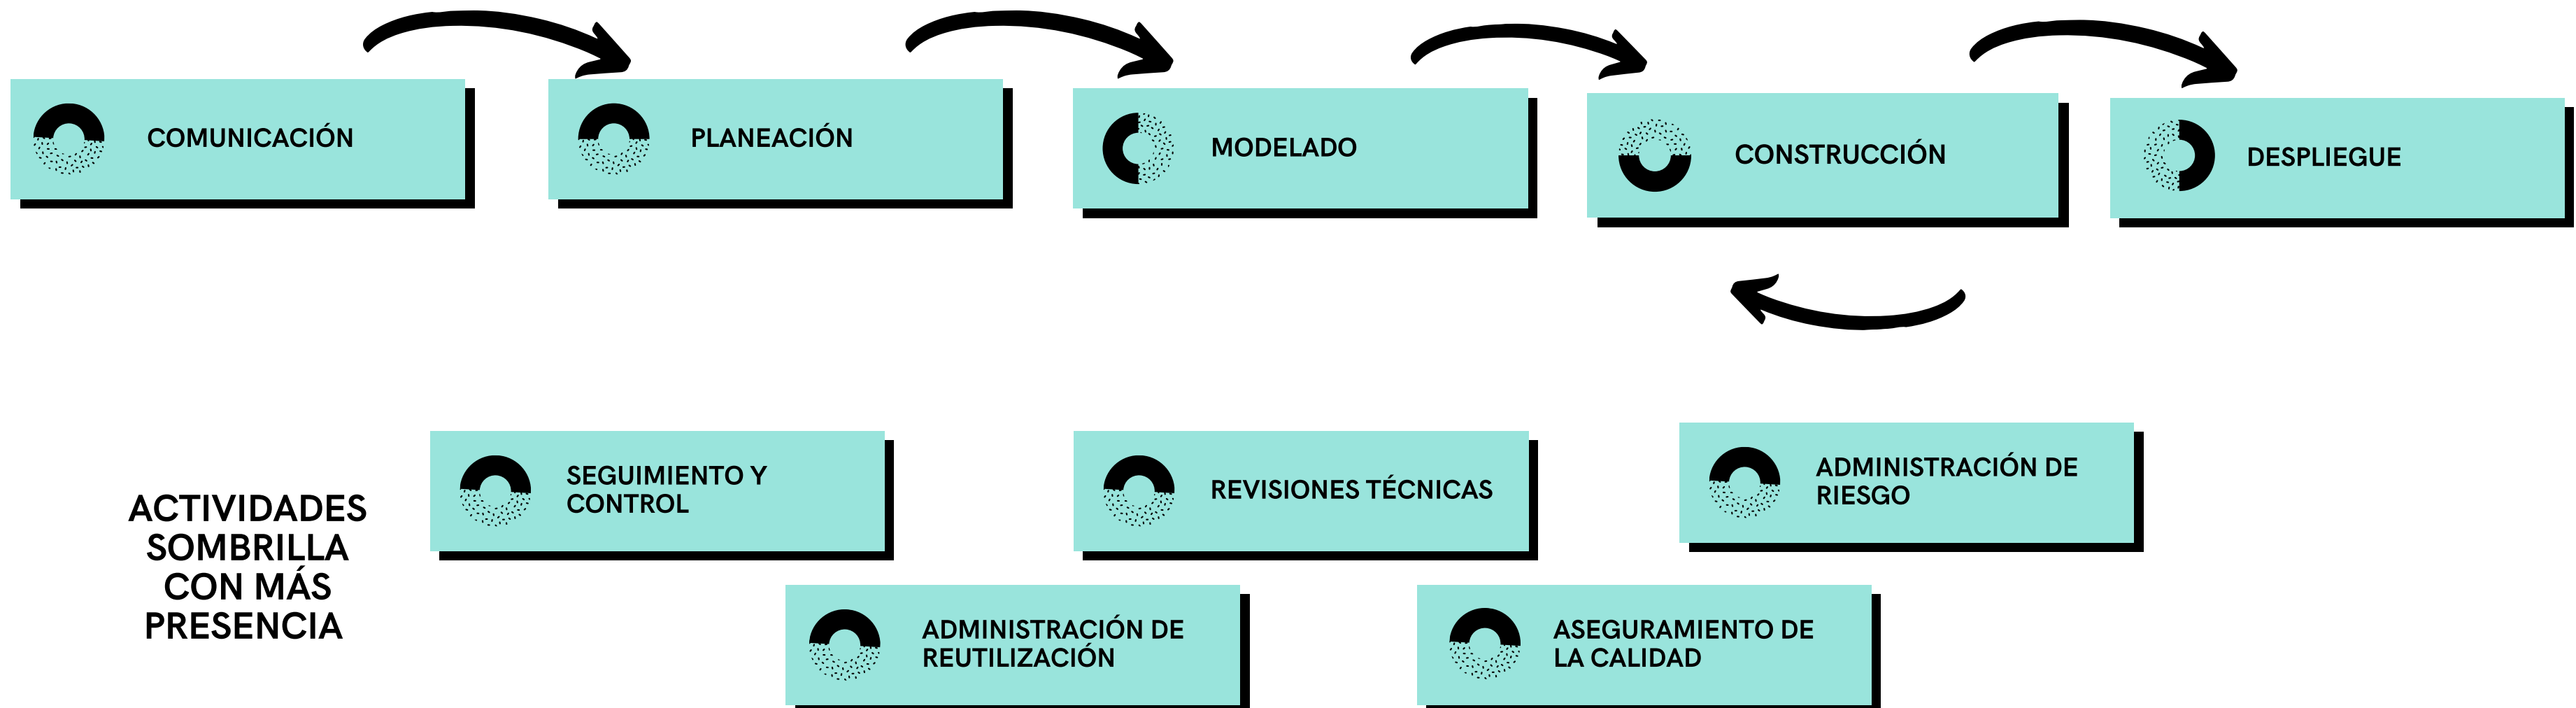 COMUNICACIÓN
PLANEACIÓN
MODELADO
CONSTRUCCIÓN
DESPLIEGUE
ACTIVIDADES
SOMBRILLA
CON MÁS
PRESENCIA
SEGUIMIENTO Y
CONTROL
REVISIONES TÉCNICAS
ADMINISTRACIÓN DE
RIESGO
ADMINISTRACIÓN DE
REUTILIZACIÓN
ASEGURAMIENTO DE
LA CALIDAD